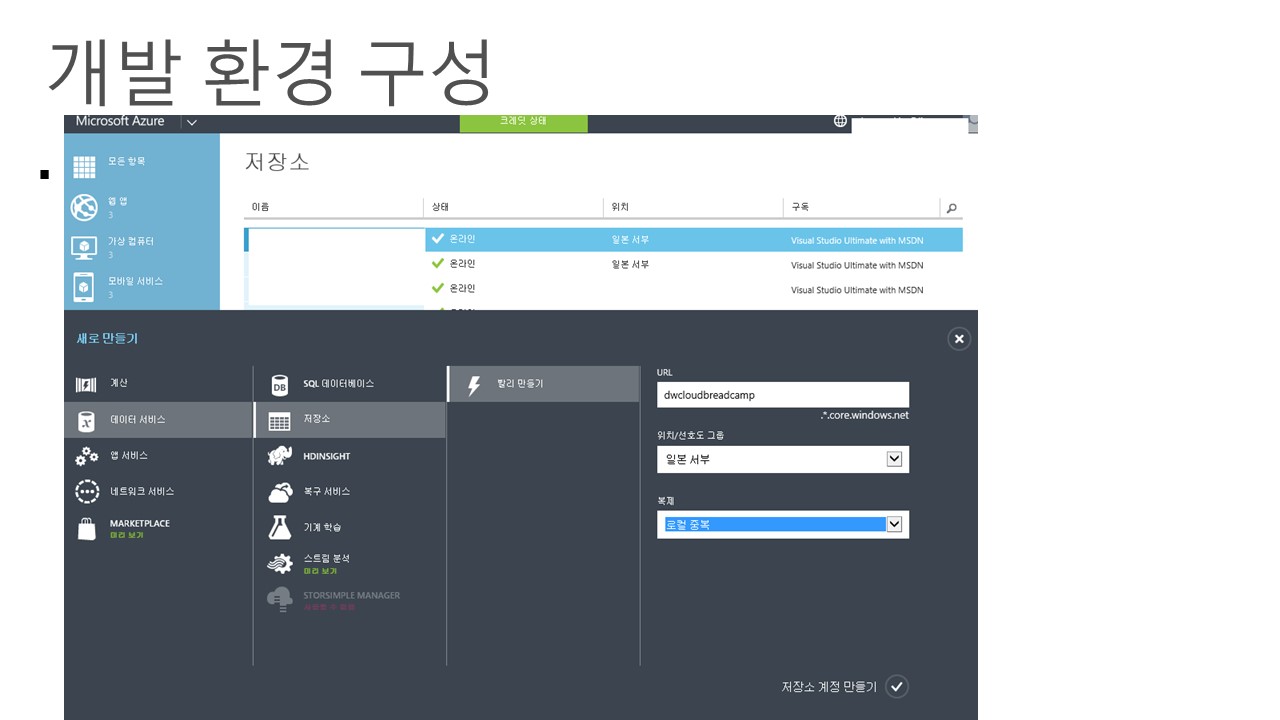 개발 환경 구성
Microsoft Azure
크레딧 상태
모든 항목
웹 앱
3
가상 컴퓨터
3
모바일 서비스
3
저장소
이름 상태 위치 구독
온라인 일본 서부 Visual Studio Ultimate with MSDN
온라인 일본 서부 Visual Studio Ultimate with MSDN
온라인 Visual Studio Ultimate with MSDN
새로 만들기
계산
데이터 서비스
앱 서비스
네트워크 서비스
MARKETPLACE
미리 보기
SQL 데이터베이스
저장소
HDINSIGHT
복구 서비스
기계 학습
스트림 분석
미리 보기
STORSIMPLE MANAGER
빨리 만들기
URL
dwcloudbreadcamp
.*.core.windows.net
위치/선호도 그룹
일본 서부
복제
로컬 중복
저장소 계정 만들기